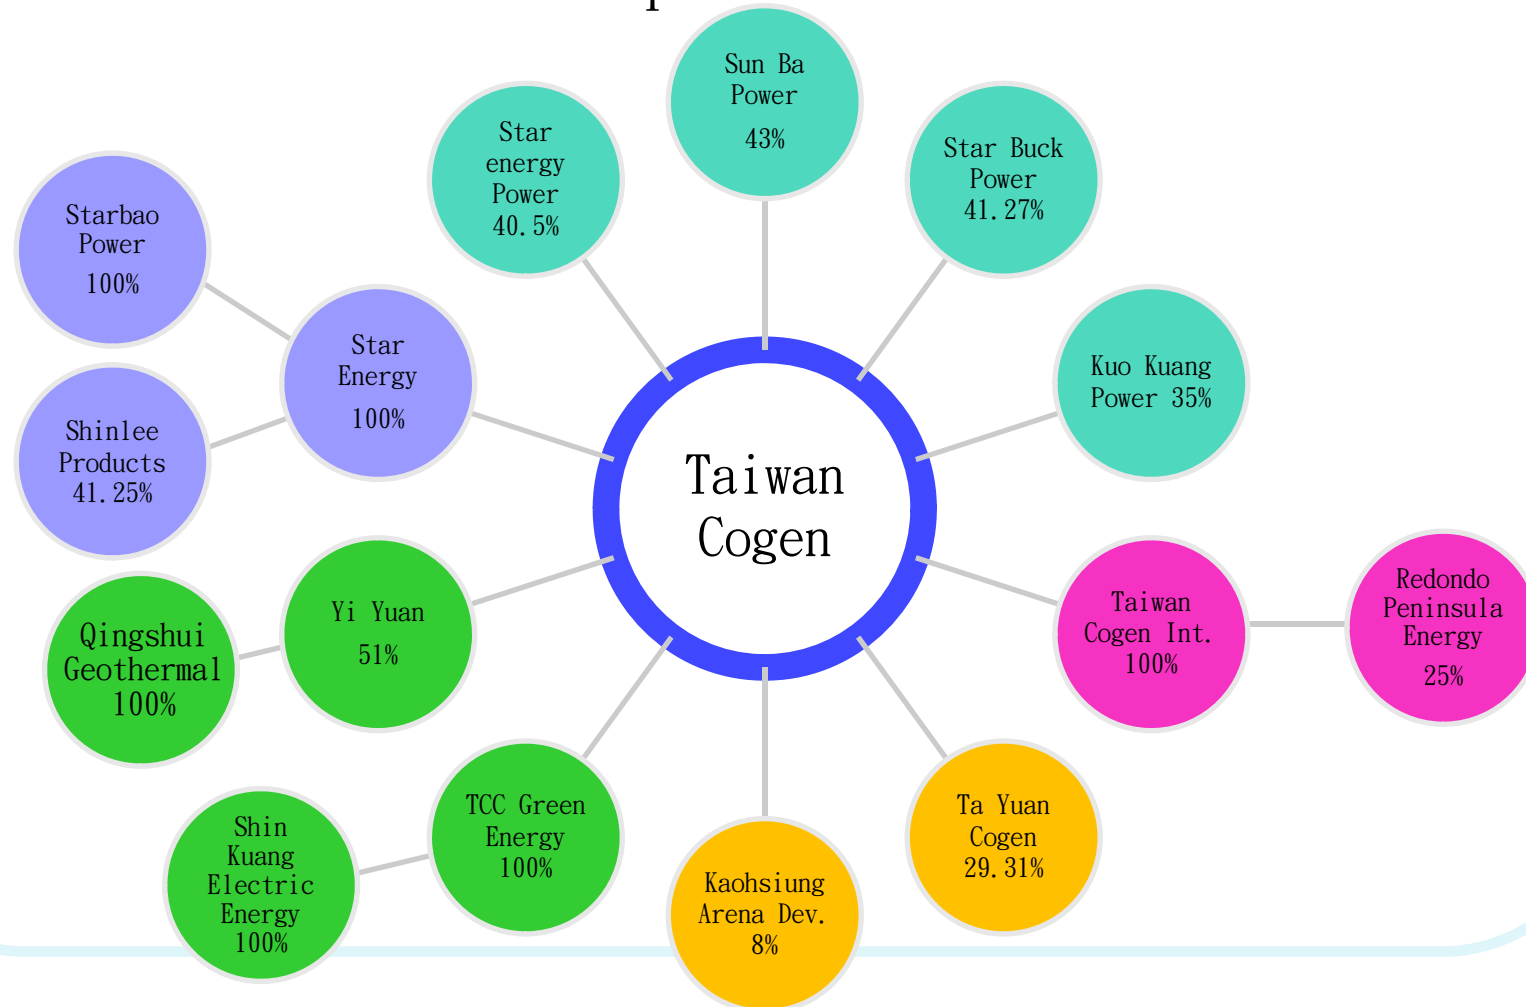 Sun Ba
Power
43%
Star
energy
Power
40.5%
Star Buck
Power
41.27%
Starbao
Power
100%
Star
Energy
100%
Kuo Kuang
Power 35%
Shinlee
Products
41.25%
Taiwan
Cogen
Yi Yuan
51%
Qingshui
Geothermal
100%
Taiwan
Cogen Int.
100%
Redondo
Peninsula
Energy
25%
TCC Green
Energy
100%
Shin
Kuang
Electric
Energy
100%
Kaohsiung
Arena Dev.
8%
Ta Yuan
Cogen
29.31%